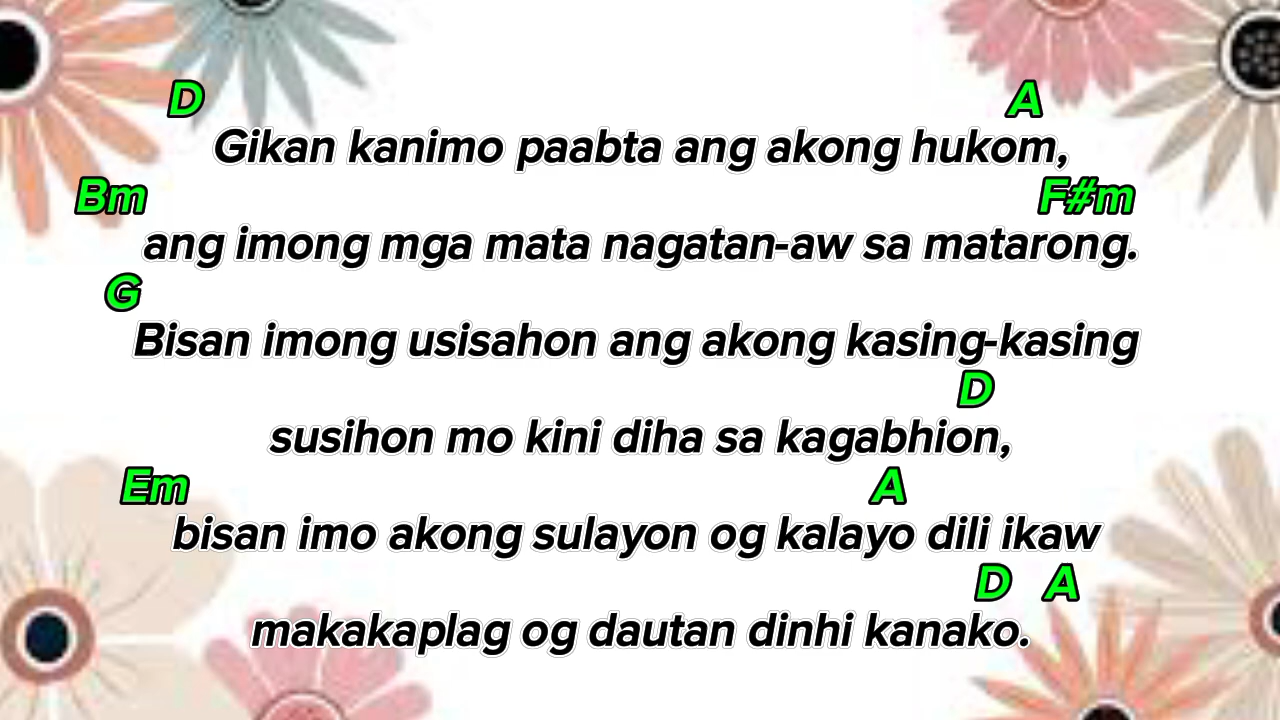 D A
Gikan kanimo paabta ang akong hukom,
Bm F#m
ang imong mga mata nagatan-aw sa matarong.
G
Bisan imong usisahon ang akong kasing-kasing
D
susihon mo kini diha sa kagabhion,
Em A
bisan imo akong sulayon og kalayo dili ikaw
D A
makakaplag og dautan dinhi kanako.